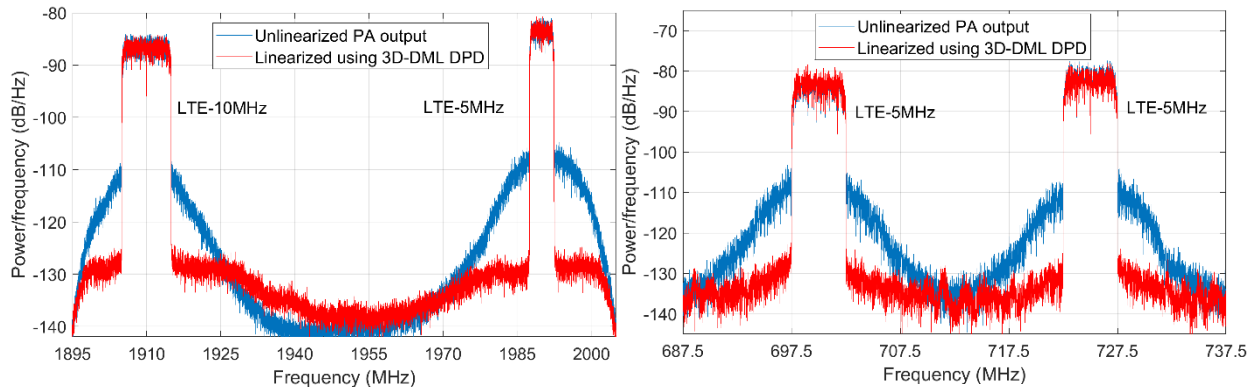 -80
-90
-100
-110
-120
-130
-140
Power/frequency (dB/Hz)
Unlinearized PA output
Linearized using 3D-DML DPD
LTE-10MHz
LTE-5MHz
1895 1910 1925 1940 1955 1970 1985 2000
Frequency (MHz)
-70
-80
-90
-100
-110
-120
-130
-140
Power/frequency (dB/Hz)
Unlinearized PA output
Linearized using 3D-DML DPD
LTE-5MHz
LTE-5MHz
687.5 697.5 707.5 717.5 727.5 737.5
Frequency (MHz)